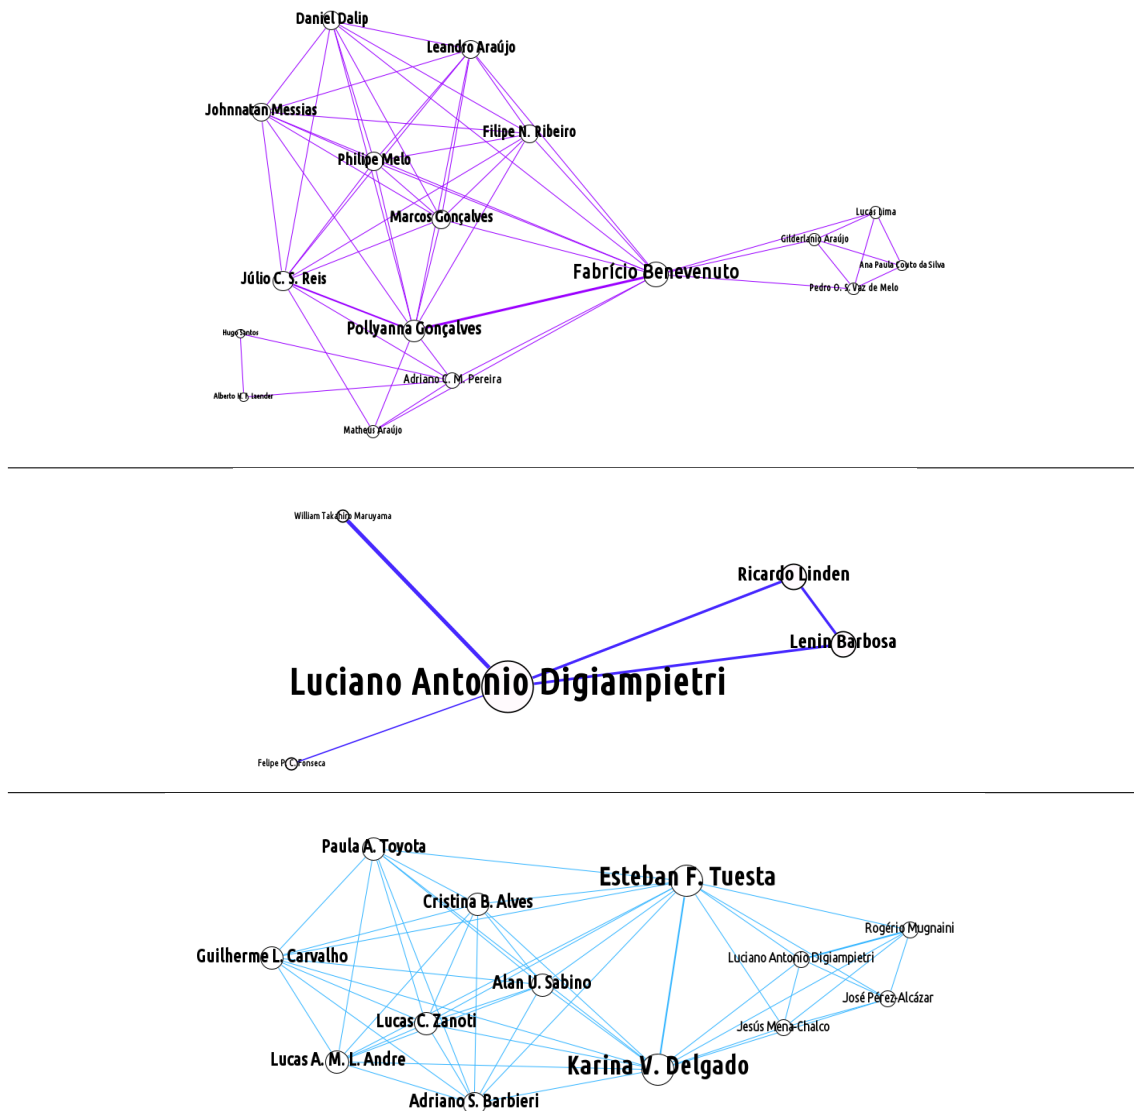 Daniel Dalip
Leandro Araújo
Johnnatan Messias
Filipe N. Ribeiro
Philipe Melo
Marcos Gonçalves
Lucas Lima
Gilderlanio Araújo
Ana Paula Couto da Silva
Fabrício Benevenuto
Júlio C. S. Reis
Pedro O. S. Vaz de Melo
Pollyanna Gonçalves
Hugo Santos
Adriano C. M. Pereira
Alberto H. F. Laender
Matheus Araújo
William Takahiro Maruyama
Ricardo Linden
Lenin Barbosa
Luciano Antonio Digiampietri
Felipe P. C. Fonseca
Paula A. Toyota
Esteban F. Tuesta
Cristina B. Alves
Rogério Mugnaini
Guilherme L. Carvalho
Luciano Antonio Digiampietri
Alan U. Sabino
José Pérez-Alcázar
Lucas C. Zanoti
Jesús Mena-Chalco
Lucas A. M. L. Andre
Karina V. Delgado
Adriano S. Barbieri